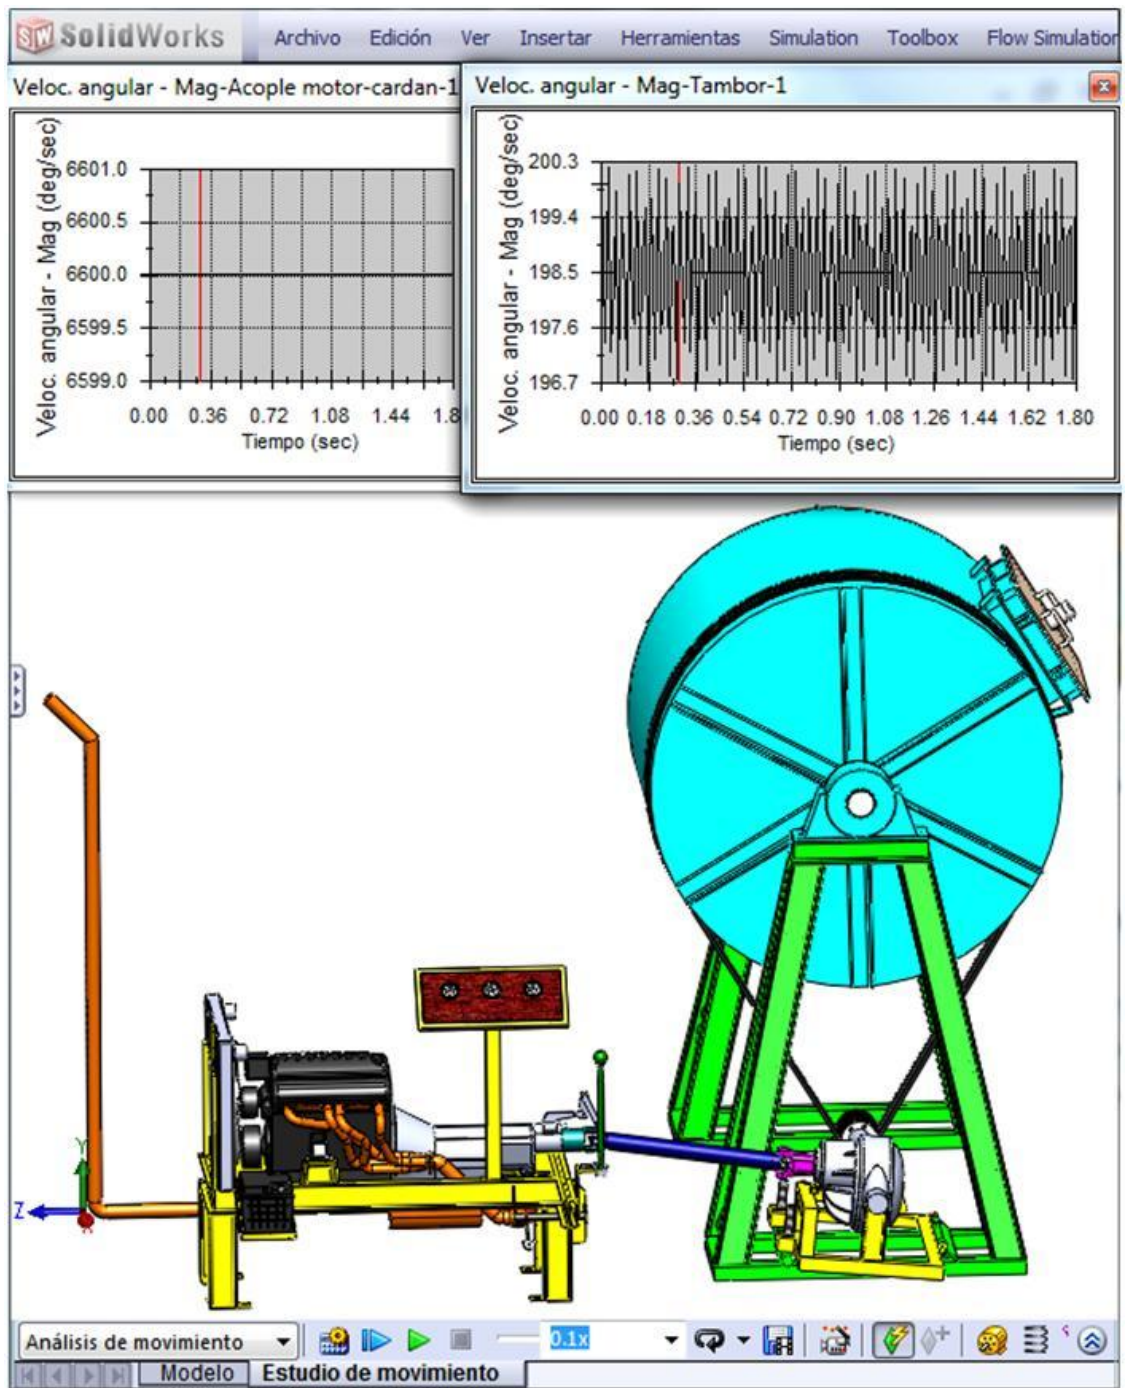 SW SolidWorks Archivo Edición Ver Insertar Herramientas Simulation Toolbox Flow Simulation
Veloc. angular - Mag-Acople motor-cardan-1
Veloc. angular - Mag (deg/sec)
6601.0
6600.5
6600.0
6599.5
6599.0
0.00 0.36 0.72 1.08 1.44 1.8
Tiempo (sec)
Veloc. angular - Mag-Tambor-1
Veloc. angular - Mag (deg/sec)
200.3
199.4
198.5
197.6
196.7
0.00 0.18 0.36 0.54 0.72 0.90 1.08 1.26 1.44 1.62 1.80
Tiempo (sec)
Y
Z
X
Análisis de movimiento 0.1x
Modelo Estudio de movimiento